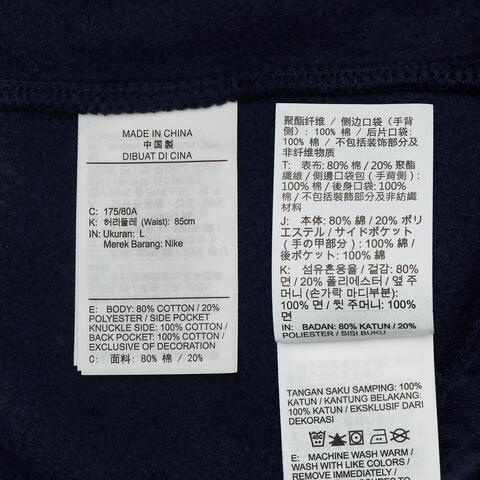 MADE IN CHINA
中国製
DIBUAT DI CINA
C: 175/80A
K: 허리둘레 (Waist): 85cm
IN: Ukuran: L
Merek Barang: Nike
E: BODY: 80% COTTON / 20%
POLYESTER / SIDE POCKET
KNUCKLE SIDE: 100% COTTON /
BACK POCKET: 100% COTTON /
EXCLUSIVE OF DECORATION
C: 面料: 80% 棉 / 20%
聚酯纤维 / 侧边口袋 (手背
侧): 100% 棉 / 后片口袋:
100% 棉 / 不包括装饰部分及
非纤维物质
T: 表布: 80% 棉 / 20% 聚酯
纖維 / 側邊口袋包 (手背側):
100% 棉 / 後身口袋: 100%
棉 / 不包括裝飾部分及非紡織
材料
J: 本体: 80% 綿 / 20% ポリ
エステル / サイドポケット
(手の甲部分): 100% 綿 /
後ポケット: 100% 綿
K: 섬유혼용율 / 겉감: 80%
면 / 20% 폴리에스터 / 옆 주
머니 (손가락 마디부분):
100% 면 / 뒷 주머니: 100%
면
IN: BADAN: 80% KATUN / 20%
POLIESTER / SISI BUKU
TANGAN SAKU SAMPING: 100%
KATUN / KANTUNG BELAKANG:
100% KATUN / EKSKLUSIF DARI
DEKORASI
E: MACHINE WASH WARM /
WASH WITH LIKE COLORS /
REMOVE IMMEDIATELY /